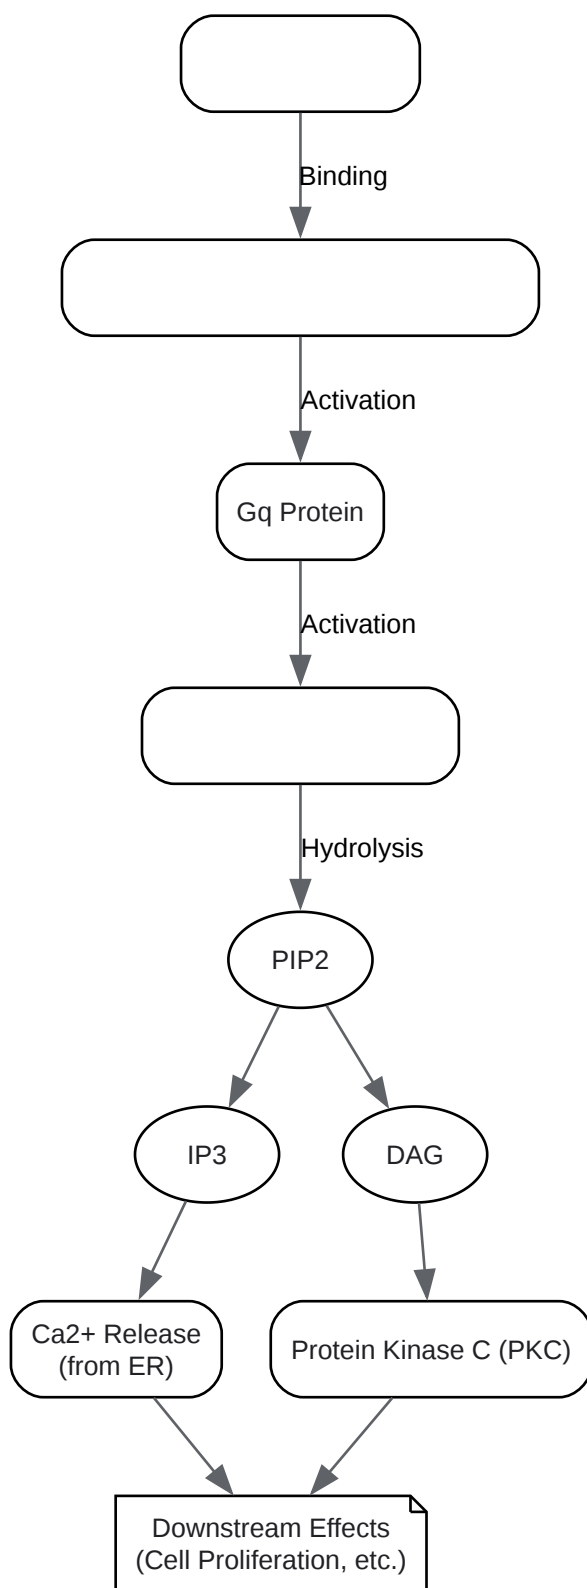 Binding
Activation
Gq Protein
Activation
Hydrolysis
PIP2
IP3
DAG
Ca2+ Release
(from ER)
Protein Kinase C (PKC)
Downstream Effects
(Cell Proliferation, etc.)